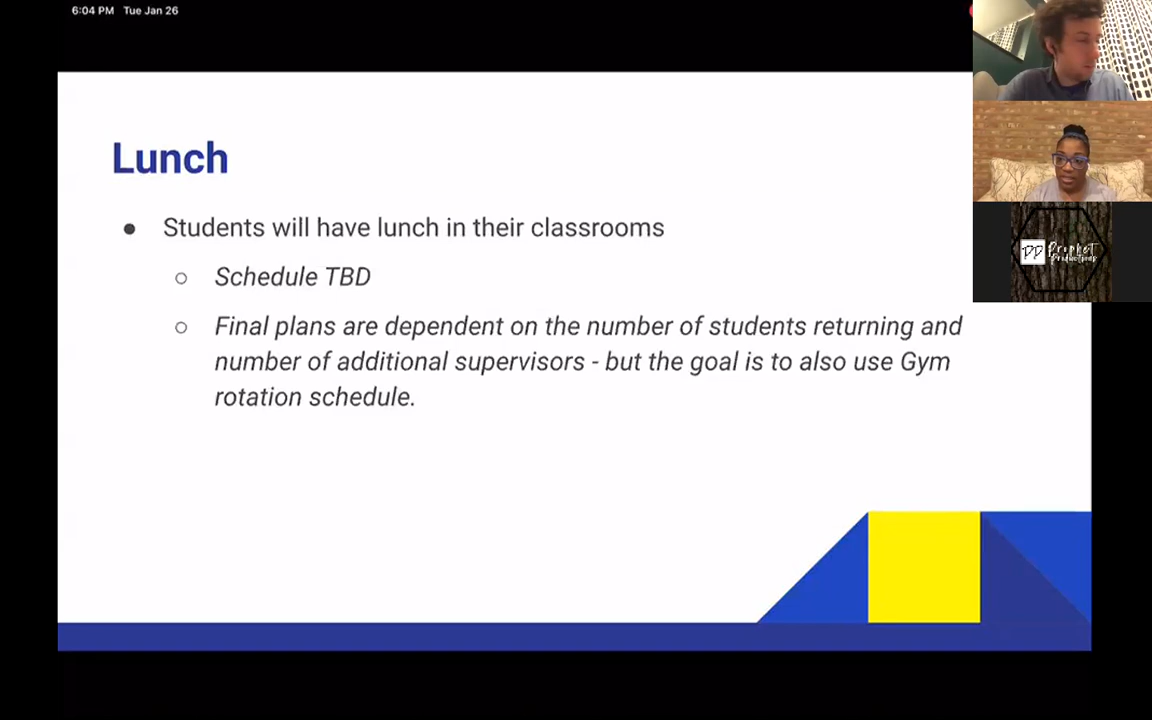 6:04 PM Tue Jan 26
Lunch
● Students will have lunch in their classrooms
○ Schedule TBD
○ Final plans are dependent on the number of students returning and
number of additional supervisors - but the goal is to also use Gym
rotation schedule.
Prophet
Productions